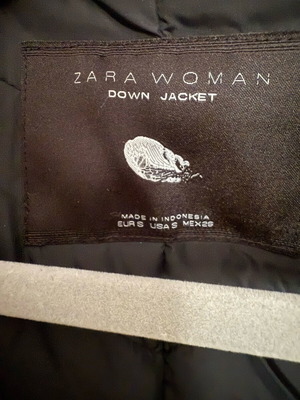 ZARA WOMAN
DOWN JACKET
MADE IN INDONESIA
EUR S USA S MEX 26